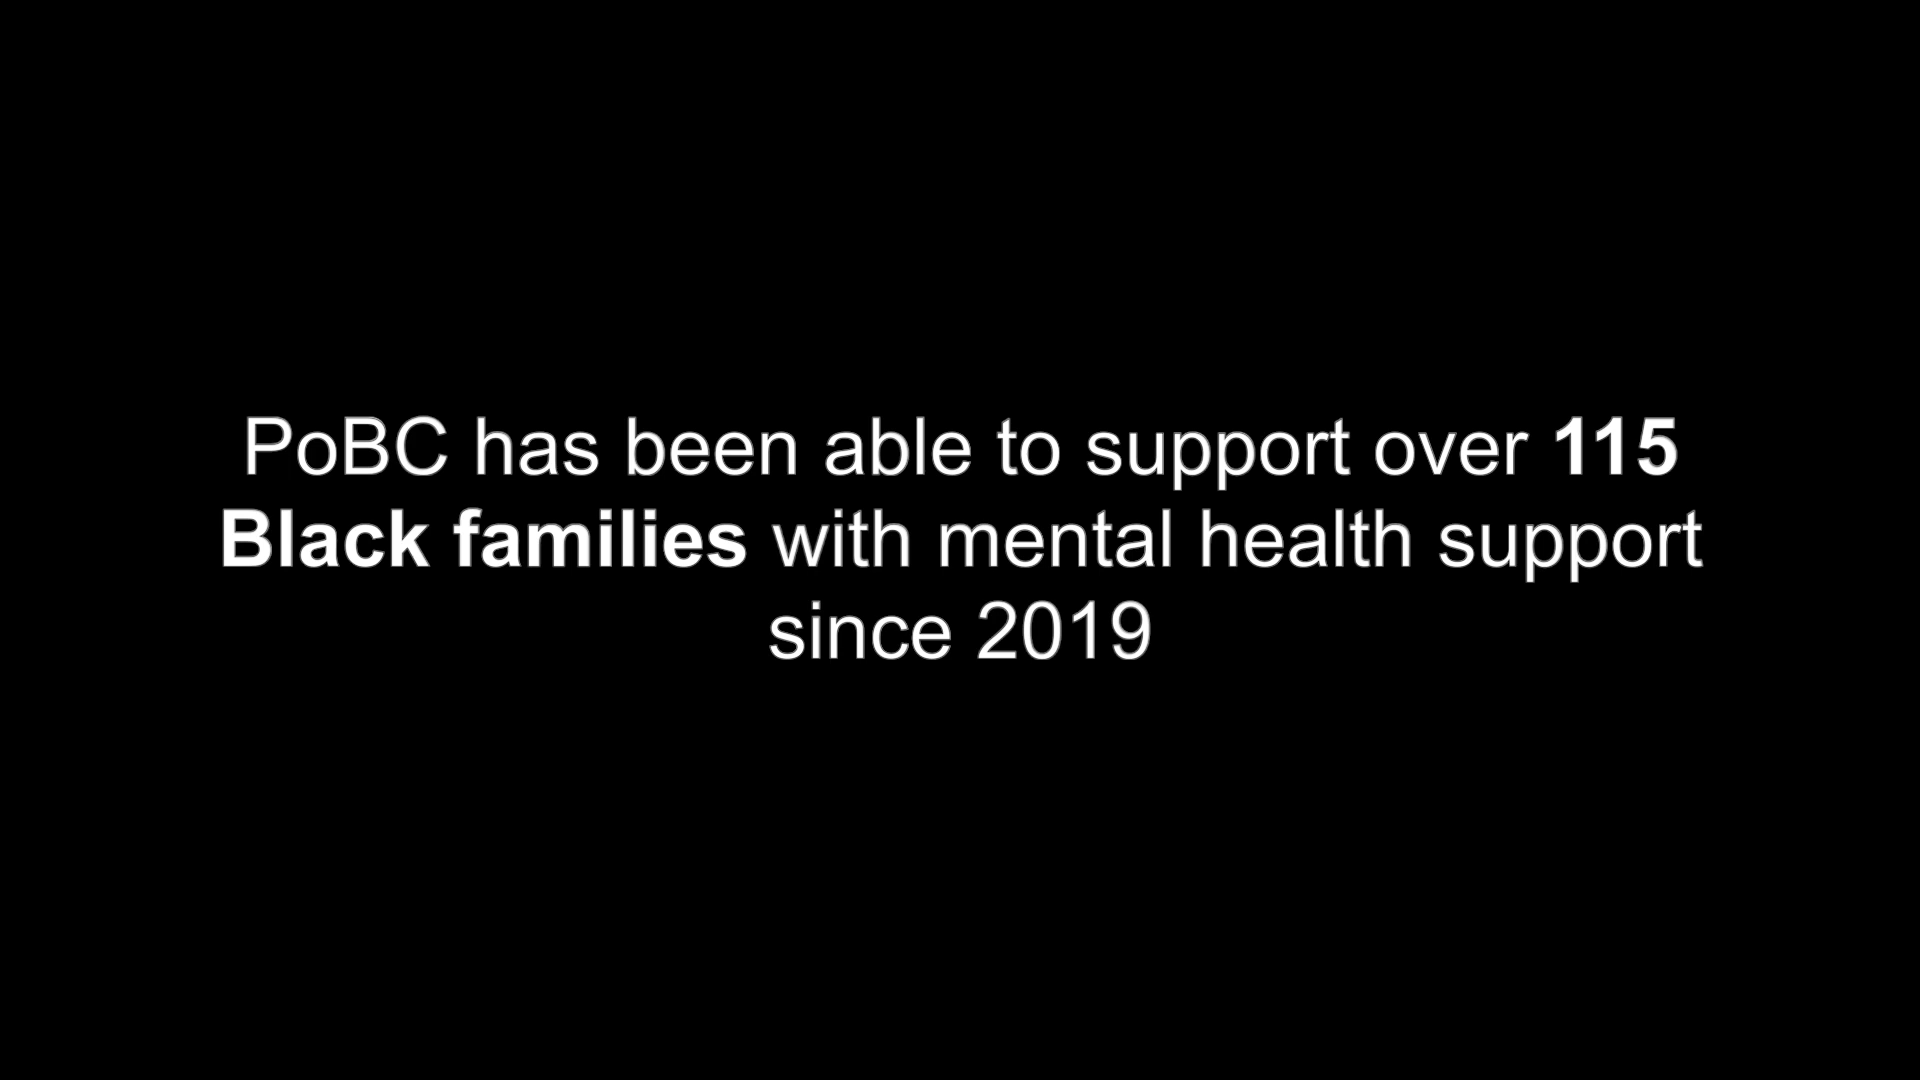 PoBC has been able to support over 115
Black families with mental health support
since 2019